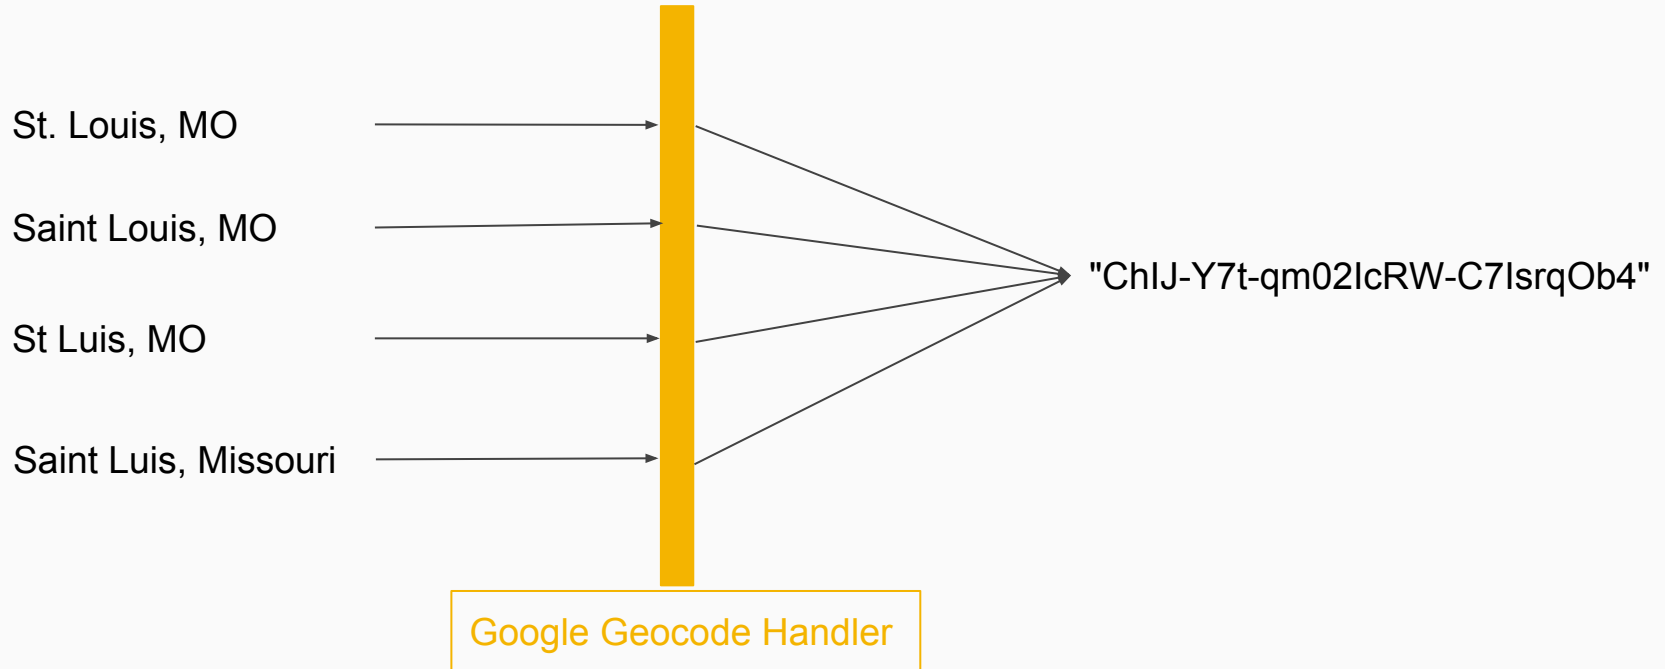 St. Louis, MO
Saint Louis, MO
"ChIJ-Y7t-qm02IcRW-C7IsrqOb4"
St Luis, MO
Saint Luis, Missouri
Google Geocode Handler